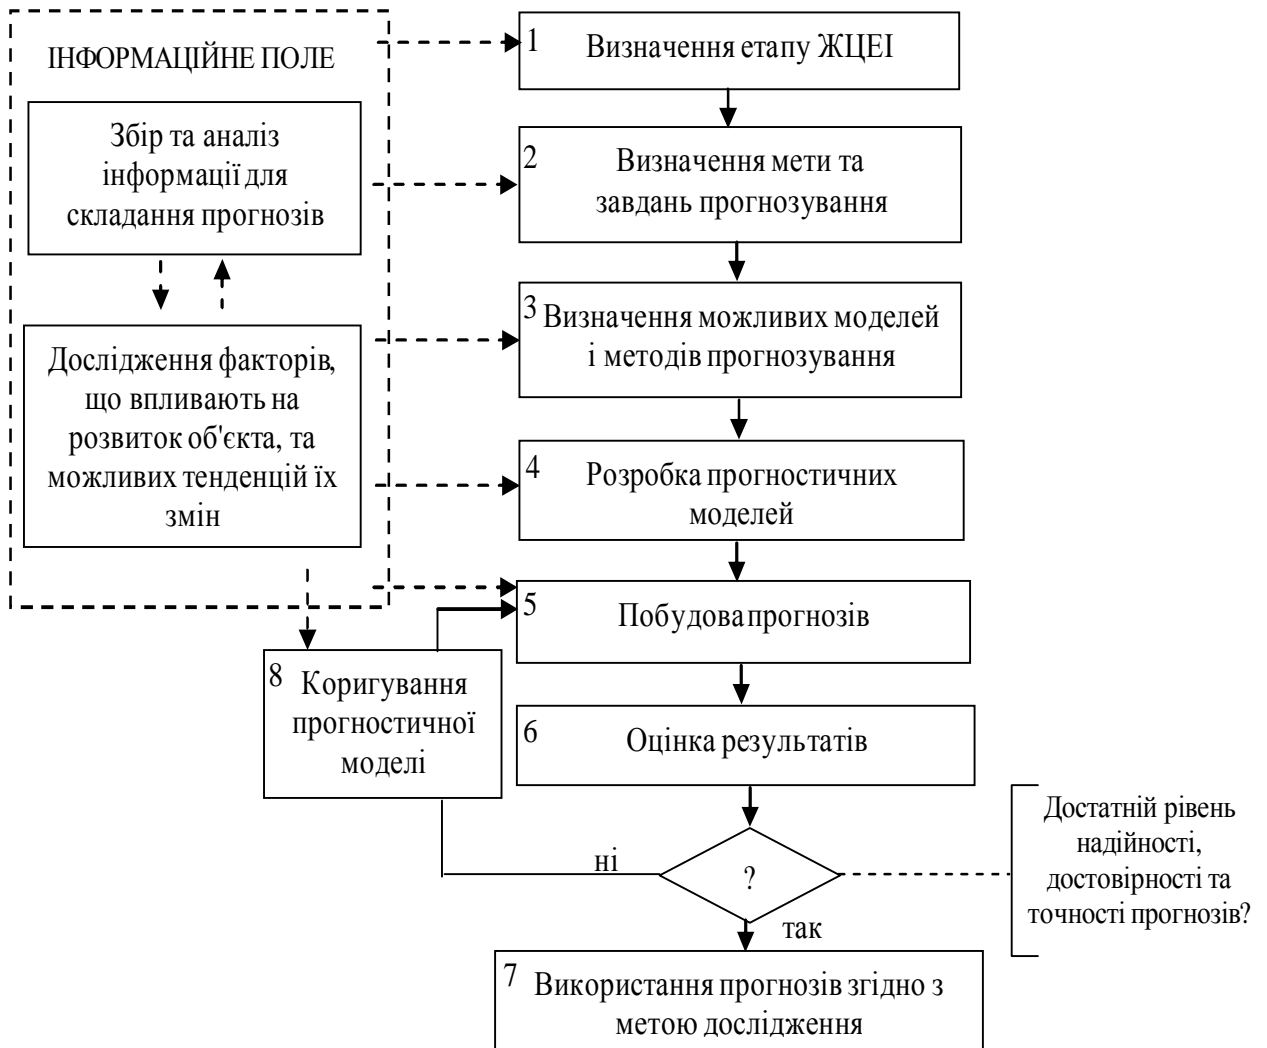 ІНФОРМАЦІЙНЕ ПОЛЕ
Збір та аналіз
інформації для
складання прогнозів
Дослідження факторів,
що впливають на
розвиток об'єкта, та
можливих тенденцій їх
змін
1
Визначення етапу ЖЦЕІ
2
Визначення мети та
завдань прогнозування
3
Визначення можливих моделей
і методів прогнозування
4
Розробка прогностичних
моделей
5
Побудова прогнозів
8
Коригування
прогностичної
моделі
6
Оцінка результатів
ні
?
так
Достатній рівень
надійності,
достовірності та
точності прогнозів?
7
Використання прогнозів згідно з
метою дослідження